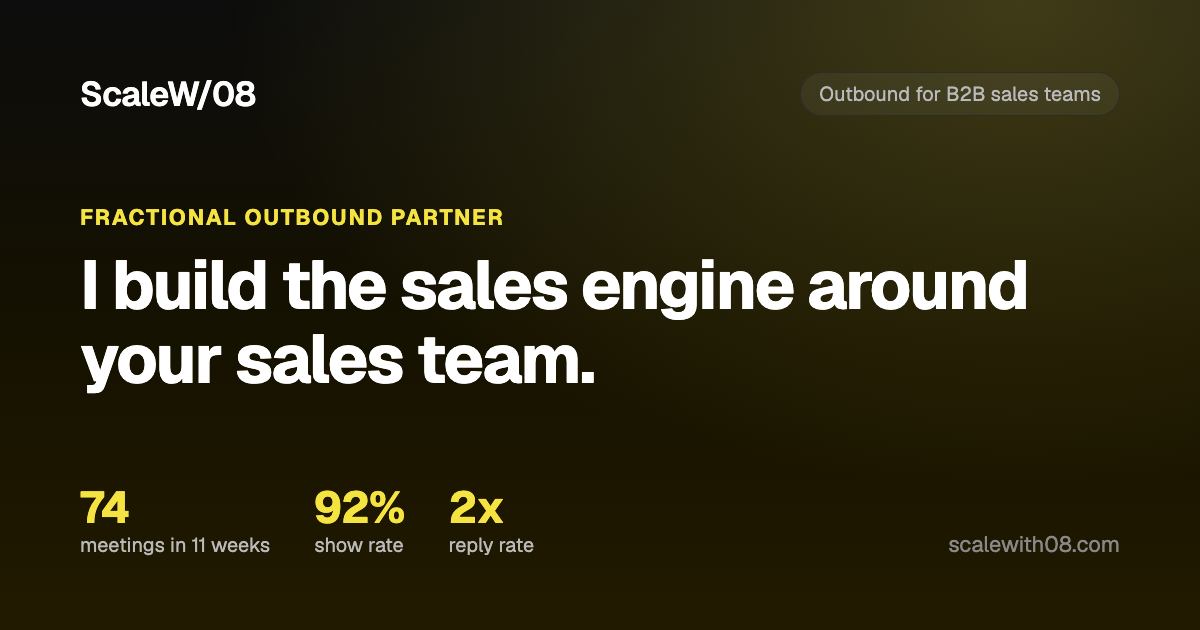 ScaleW/08
Outbound for B2B sales teams
FRACTIONAL OUTBOUND PARTNER
I build the sales engine around
your sales team.
74
meetings in 11 weeks
92%
show rate
2x
reply rate
scalewith08.com